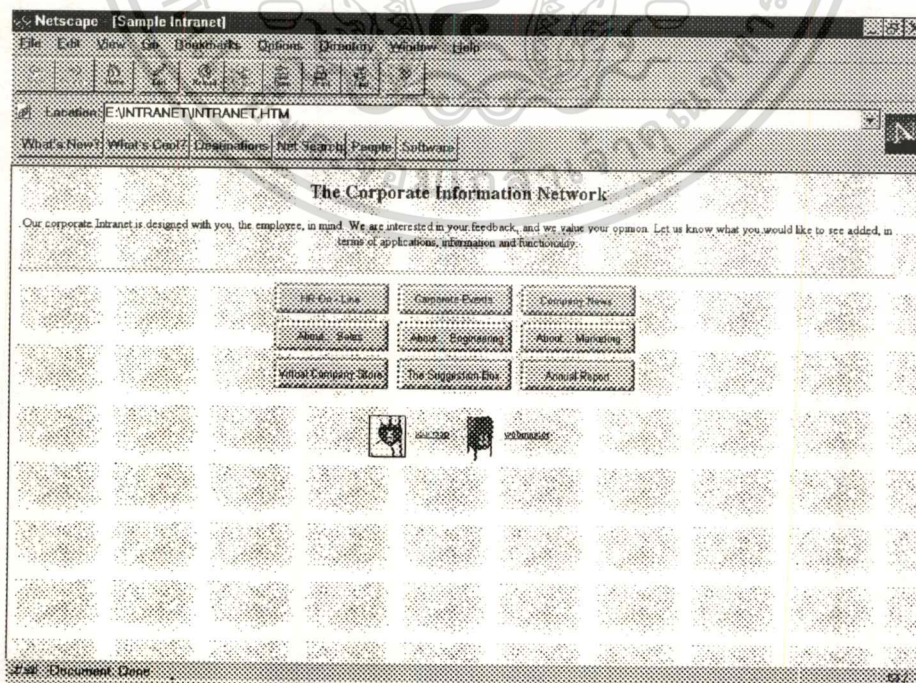 Netscape - [Sample Intranet]
File Edit View Go Bookmarks Options Directory Window Help
Home Reload
Location: E:\INTRANET\INTRANET.HTM
What's New? What's Cool? Destinations Net Search People Software
The Corporate Information Network
Our corporate Intranet is designed with you, the employee, in mind. We are interested in your feedback, and we value your opinion. Let us know what you would like to see added, in
terms of applications, information and functionality.
HR On - Line Corporate Events Company News
About... Sales About... Engineering About... Marketing
Virtual Company Store The Suggestion Box Annual Report
site map webmaster
Document: Done